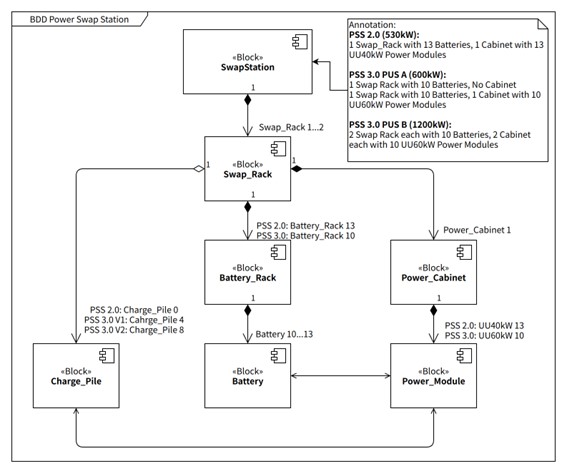 BDD Power Swap Station
Annotation:
PSS 2.0 (530kW):
1 Swap_Rack with 13 Batteries, 1 Cabinet with 13
UU40kW Power Modules
PSS 3.0 PUS A (600kW):
1 Swap Rack with 10 Batteries, No Cabinet
1 Swap Rack with 10 Batteries, 1 Cabinet with 10
UU60kW Power Modules
PSS 3.0 PUS B (1200kW):
2 Swap Rack each with 10 Batteries, 2 Cabinet
each with 10 UU60kW Power Modules
«Block»
SwapStation
1
Swap_Rack 1...2
«Block»
Swap_Rack
1
1
1
PSS 2.0: Battery_Rack 13
PSS 3.0: Battery_Rack 10
Power_Cabinet 1
«Block»
Battery_Rack
1
«Block»
Power_Cabinet
1
PSS 2.0: Charge_Pile 0
PSS 3.0 V1: Cahrge_Pile 4
PSS 3.0 V2: Charge_Pile 8
Battery 10...13
PSS 2.0: UU40kW 13
PSS 3.0: UU60kW 10
«Block»
Charge_Pile
«Block»
Battery
«Block»
Power_Module